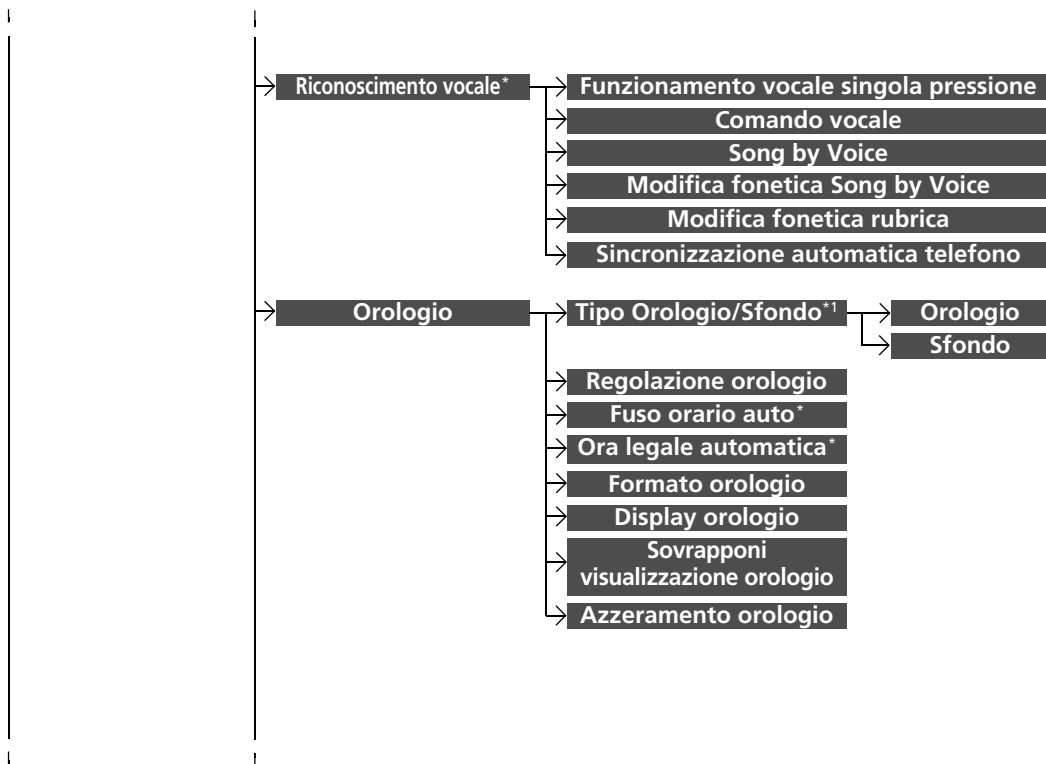 Riconoscimento vocale*
Funzionamento vocale singola pressione
Comando vocale
Song by Voice
Modifica fonetica Song by Voice
Modifica fonetica rubrica
Sincronizzazione automatica telefono
Orologio
Tipo Orologio/Sfondo*1
Orologio
Sfondo
Regolazione orologio
Fuso orario auto*
Ora legale automatica*
Formato orologio
Display orologio
Sovrapponi
visualizzazione orologio
Azzeramento orologio